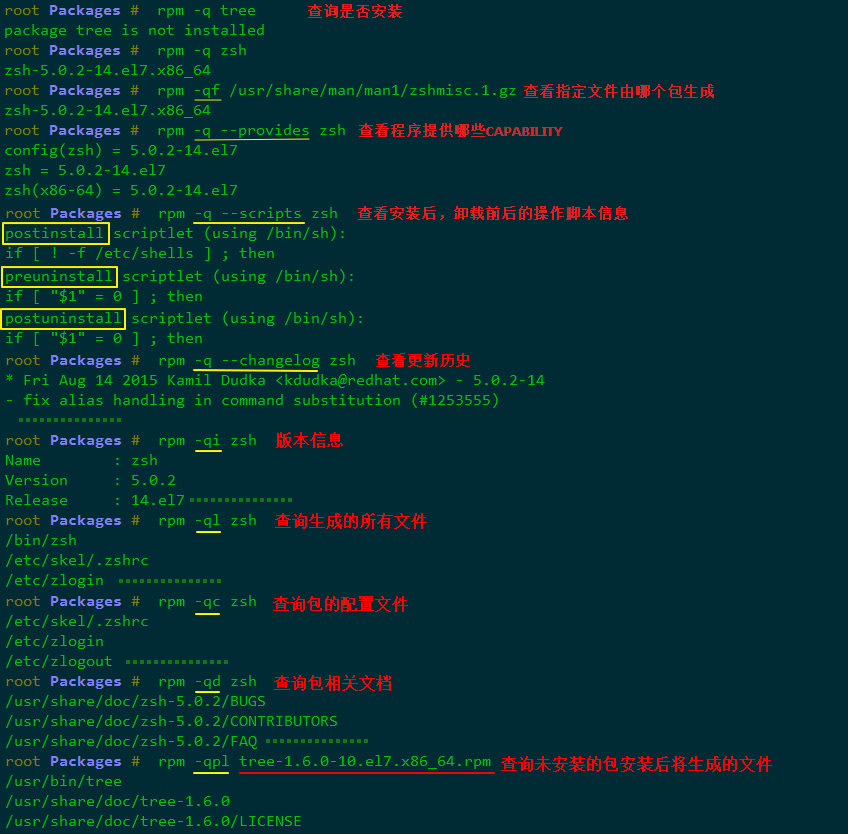 root Packages # rpm -q tree 查询是否安装
package tree is not installed
root Packages # rpm -q zsh
zsh-5.0.2-14.el7.x86_64
root Packages # rpm -qf /usr/share/man/man1/zshmisc.1.gz 查看指定文件由哪个包生成
zsh-5.0.2-14.el7.x86_64
root Packages # rpm -q --provides zsh 查看程序提供哪些CAPABILITY
config(zsh) = 5.0.2-14.el7
zsh = 5.0.2-14.el7
zsh(x86-64) = 5.0.2-14.el7
root Packages # rpm -q --scripts zsh 查看安装后，卸载前后的操作脚本信息
postinstall scriptlet (using /bin/sh):
if [ ! -f /etc/shells ] ; then
preuninstall scriptlet (using /bin/sh):
if [ "$1" = 0 ] ; then
postuninstall scriptlet (using /bin/sh):
if [ "$1" = 0 ] ; then
root Packages # rpm -q --changelog zsh 查看更新历史
* Fri Aug 14 2015 Kamil Dudka <kdudka@redhat.com> - 5.0.2-14
- fix alias handling in command substitution (#1253555)
root Packages # rpm -qi zsh 版本信息
Name : zsh
Version : 5.0.2
Release : 14.el7
root Packages # rpm -ql zsh 查询生成的所有文件
/bin/zsh
/etc/skel/.zshrc
/etc/zlogin
root Packages # rpm -qc zsh 查询包的配置文件
/etc/skel/.zshrc
/etc/zlogin
/etc/zlogout
root Packages # rpm -qd zsh 查询包相关文档
/usr/share/doc/zsh-5.0.2/BUGS
/usr/share/doc/zsh-5.0.2/CONTRIBUTORS
/usr/share/doc/zsh-5.0.2/FAQ
root Packages # rpm -qpl tree-1.6.0-10.el7.x86_64.rpm 查询未安装的包安装后将生成的文件
/usr/bin/tree
/usr/share/doc/tree-1.6.0
/usr/share/doc/tree-1.6.0/LICENSE